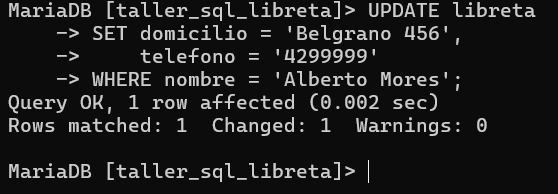 MariaDB [taller_sql_libreta]> UPDATE libreta
    -> SET domicilio = 'Belgrano 456',
    ->     telefono = '4299999'
    -> WHERE nombre = 'Alberto Mores';
Query OK, 1 row affected (0.002 sec)
Rows matched: 1  Changed: 1  Warnings: 0
MariaDB [taller_sql_libreta]>